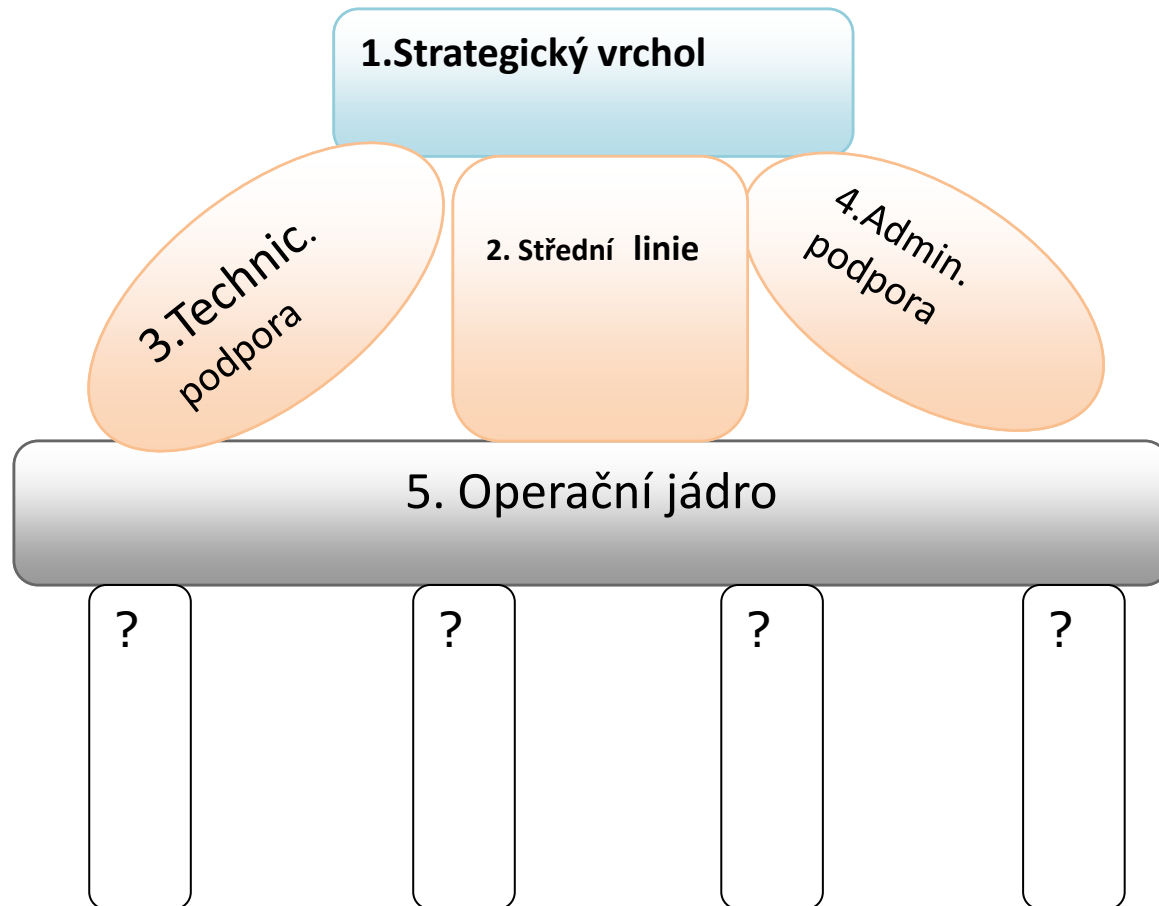 1.Strategický vrchol
3.Technic.
podpora
2. Střední linie
4.Admin.
podpora
5. Operační jádro
?
?
?
?